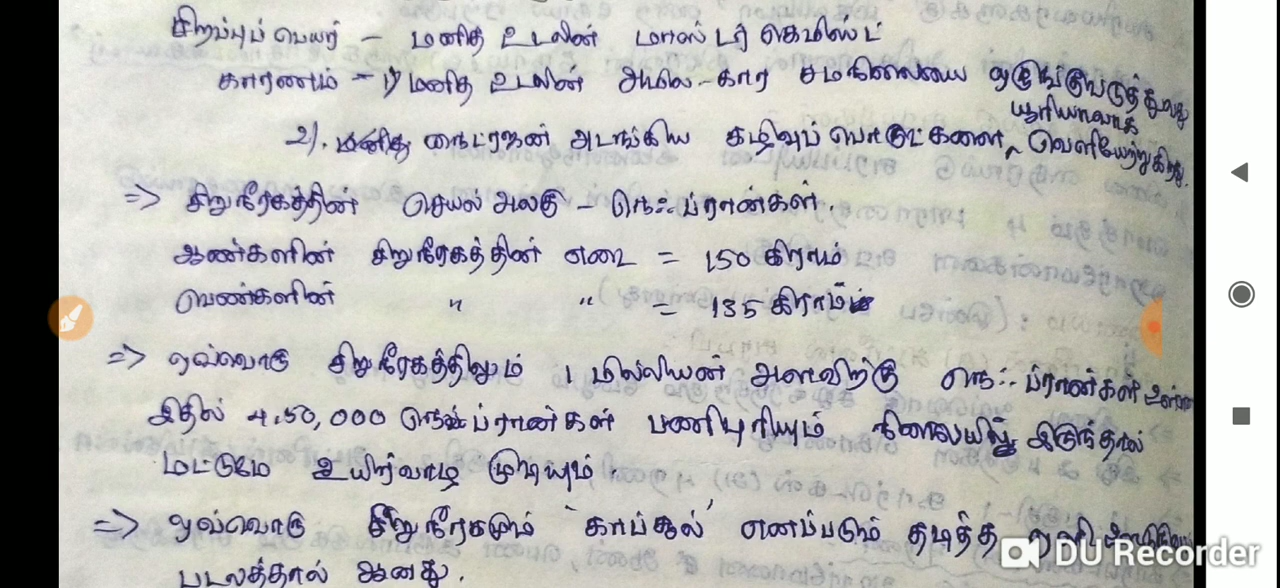 சிறப்புப் பெயர் - மனித உடலின் மாஸ்டர் கெமிஸ்ட்
காரணம் - 1) மனித உடலின் அமில-கார சமநிலையை ஒழுங்குபடுத்துவது
யூரியாவாக
2). மனித நைட்ரஜன் அடங்கிய கழிவுப் பொருட்களை வெளியேற்றுகிறது.
=> சிறுநீரகத்தின் செயல் அலகு - நெஃப்ரான்கள்.
ஆண்களின் சிறுநீரகத்தின் எடை = 150 கிராம்
பெண்களின் " " = 135 கிராம்
=> ஒவ்வொரு சிறுநீரகத்திலும் 1 மில்லியன் அளவிற்கு நெஃப்ரான்கள்
இதில் 4,50,000 நெஃப்ரான்கள் பணிபுரியும் நிலையில் இருந்தால்
மட்டுமே உயிர்வாழ முடியும்.
=> ஒவ்வொரு சிறுநீரகமும் 'காப்சூல்' எனப்படும் தடித்த
படலத்தால் ஆனது.
DU Recorder